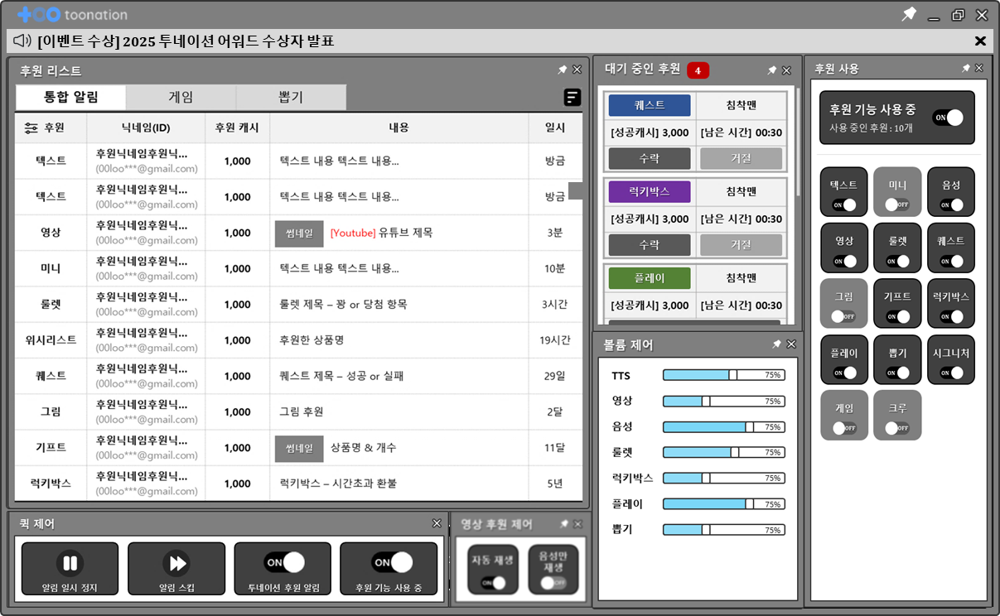 toonation
[이벤트 수상] 2025 투네이션 어워드 수상자 발표
후원 리스트
통합 알림 게임 뽑기
후원 닉네임(ID) 후원 캐시 내용 일시
텍스트 후원닉네임후원닉... (00loo***@gmail.com) 1,000 텍스트 내용 텍스트 내용... 방금
텍스트 후원닉네임후원닉... (00loo***@gmail.com) 1,000 텍스트 내용 텍스트 내용... 방금
영상 후원닉네임후원닉... (00loo***@gmail.com) 1,000 썸네일 [Youtube] 유튜브 제목 3분
미니 후원닉네임후원닉... (00loo***@gmail.com) 1,000 텍스트 내용 텍스트 내용... 10분
룰렛 후원닉네임후원닉... (00loo***@gmail.com) 1,000 룰렛 제목 – 꽝 or 당첨 항목 3시간
위시리스트 후원닉네임후원닉... (00loo***@gmail.com) 1,000 후원한 상품명 19시간
퀘스트 후원닉네임후원닉... (00loo***@gmail.com) 1,000 퀘스트 제목 – 성공 or 실패 29일
그림 후원닉네임후원닉... (00loo***@gmail.com) 1,000 그림 후원 2달
기프트 후원닉네임후원닉... (00loo***@gmail.com) 1,000 썸네일 상품명 & 개수 11달
럭키박스 후원닉네임후원닉... (00loo***@gmail.com) 1,000 럭키박스 – 시간초과 환불 5년
퀵 제어
알림 일시 정지
알림 스킵
ON
투네이션 후원 알림
ON
후원 기능 사용 중
영상 후원 제어
자동 재생
ON
음성만
재생
OFF
대기 중인 후원 4
퀘스트 침착맨
[성공캐시] 3,000 [남은 시간] 00:30
수락 거절
럭키박스 침착맨
[성공캐시] 3,000 [남은 시간] 00:30
수락 거절
플레이 침착맨
[성공캐시] 3,000 [남은 시간] 00:30
볼륨 제어
TTS 75%
영상 75%
음성 75%
룰렛 75%
럭키박스 75%
플레이 75%
뽑기 75%
후원 사용
후원 기능 사용 중
사용 중인 후원 : 10개
ON
텍스트 미니 음성
ON OFF ON
영상 룰렛 퀘스트
ON ON ON
그림 기프트 럭키박스
OFF ON ON
플레이 뽑기 시그니처
ON ON ON
게임 크루
OFF OFF